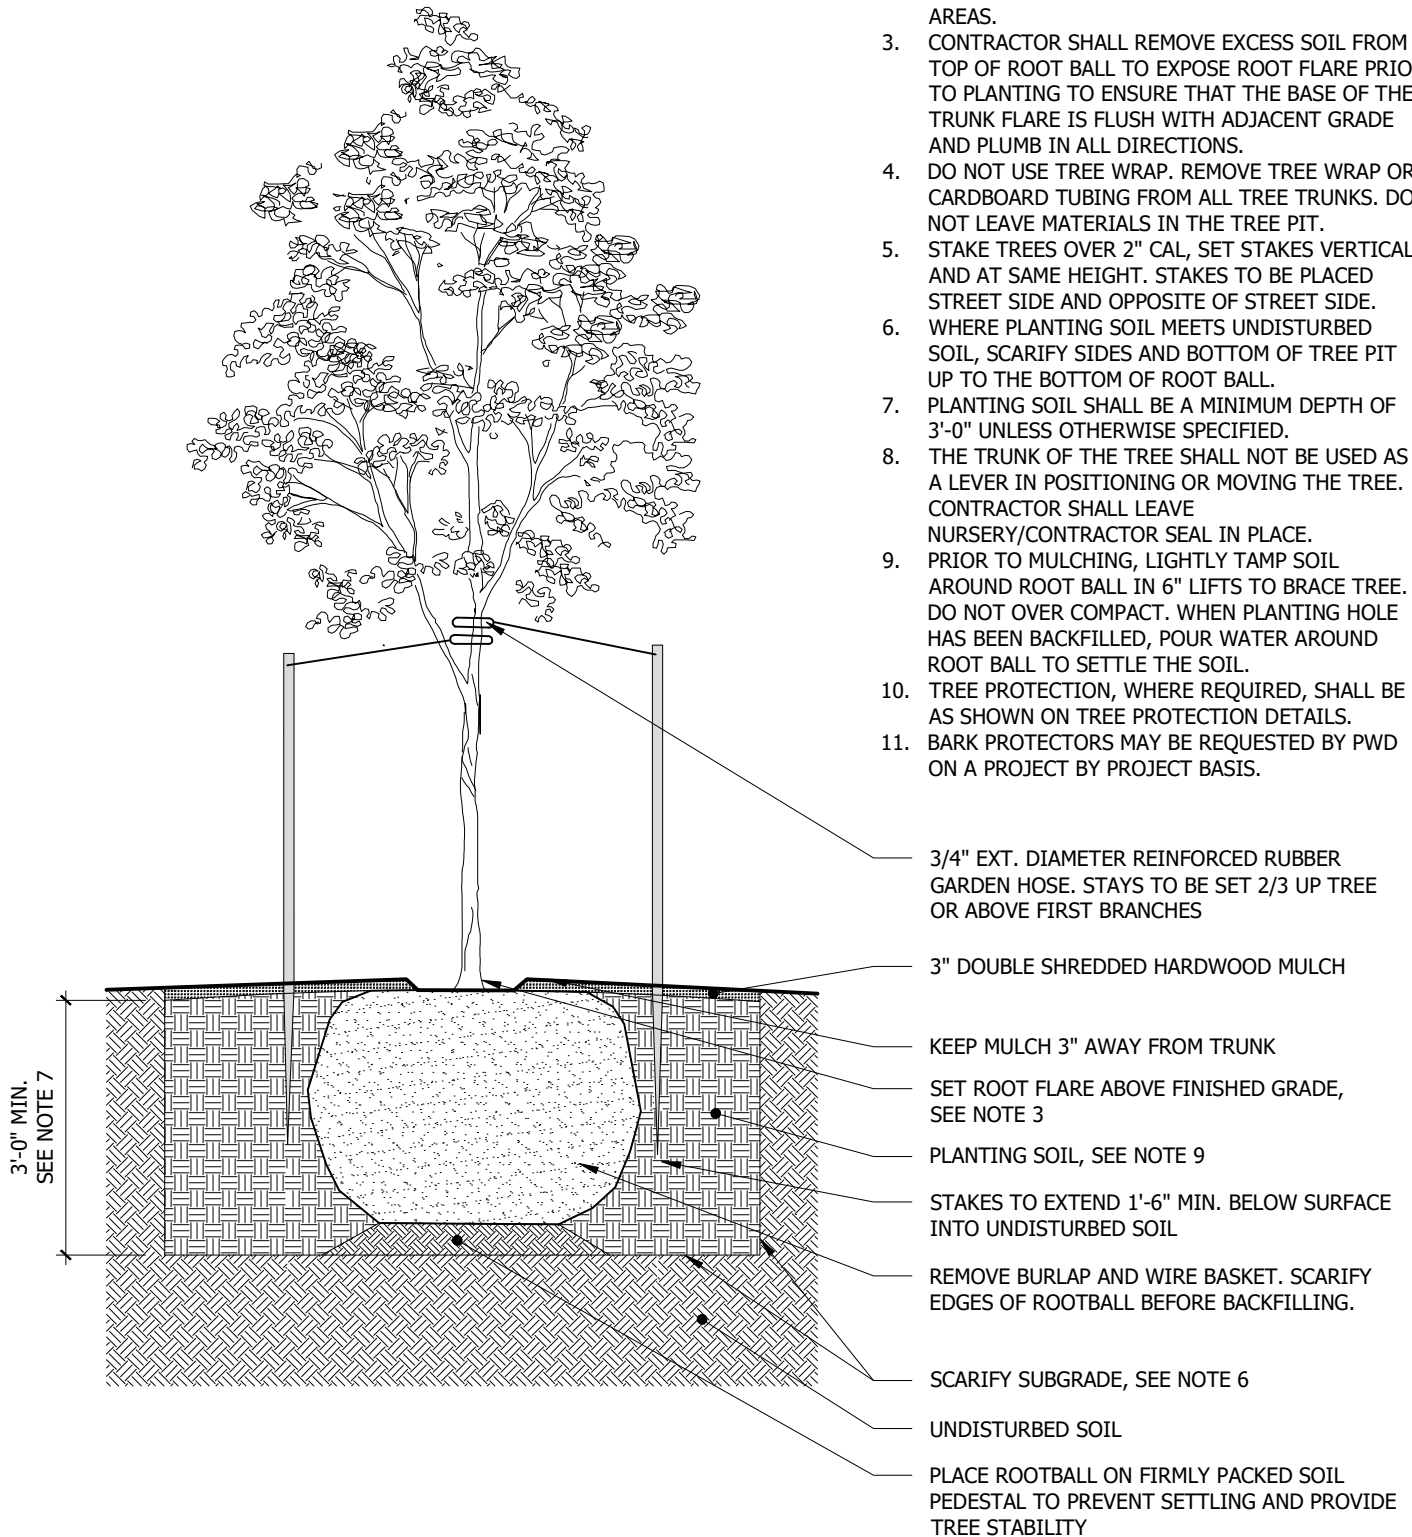 AREAS.
3. CONTRACTOR SHALL REMOVE EXCESS SOIL FROM
TOP OF ROOT BALL TO EXPOSE ROOT FLARE PRIO
TO PLANTING TO ENSURE THAT THE BASE OF THE
TRUNK FLARE IS FLUSH WITH ADJACENT GRADE
AND PLUMB IN ALL DIRECTIONS.
4. DO NOT USE TREE WRAP. REMOVE TREE WRAP OR
CARDBOARD TUBING FROM ALL TREE TRUNKS. DO
NOT LEAVE MATERIALS IN THE TREE PIT.
5. STAKE TREES OVER 2" CAL, SET STAKES VERTICAL
AND AT SAME HEIGHT. STAKES TO BE PLACED
STREET SIDE AND OPPOSITE OF STREET SIDE.
6. WHERE PLANTING SOIL MEETS UNDISTURBED
SOIL, SCARIFY SIDES AND BOTTOM OF TREE PIT
UP TO THE BOTTOM OF ROOT BALL.
7. PLANTING SOIL SHALL BE A MINIMUM DEPTH OF
3'-0" UNLESS OTHERWISE SPECIFIED.
8. THE TRUNK OF THE TREE SHALL NOT BE USED AS
A LEVER IN POSITIONING OR MOVING THE TREE.
CONTRACTOR SHALL LEAVE
NURSERY/CONTRACTOR SEAL IN PLACE.
9. PRIOR TO MULCHING, LIGHTLY TAMP SOIL
AROUND ROOT BALL IN 6" LIFTS TO BRACE TREE.
DO NOT OVER COMPACT. WHEN PLANTING HOLE
HAS BEEN BACKFILLED, POUR WATER AROUND
ROOT BALL TO SETTLE THE SOIL.
10. TREE PROTECTION, WHERE REQUIRED, SHALL BE
AS SHOWN ON TREE PROTECTION DETAILS.
11. BARK PROTECTORS MAY BE REQUESTED BY PWD
ON A PROJECT BY PROJECT BASIS.
3/4" EXT. DIAMETER REINFORCED RUBBER
GARDEN HOSE. STAYS TO BE SET 2/3 UP TREE
OR ABOVE FIRST BRANCHES
3" DOUBLE SHREDDED HARDWOOD MULCH
KEEP MULCH 3" AWAY FROM TRUNK
SET ROOT FLARE ABOVE FINISHED GRADE,
SEE NOTE 3
PLANTING SOIL, SEE NOTE 9
STAKES TO EXTEND 1'-6" MIN. BELOW SURFACE
INTO UNDISTURBED SOIL
REMOVE BURLAP AND WIRE BASKET. SCARIFY
EDGES OF ROOTBALL BEFORE BACKFILLING.
SCARIFY SUBGRADE, SEE NOTE 6
UNDISTURBED SOIL
PLACE ROOTBALL ON FIRMLY PACKED SOIL
PEDESTAL TO PREVENT SETTLING AND PROVIDE
TREE STABILITY
3'-0" MIN.
SEE NOTE 7